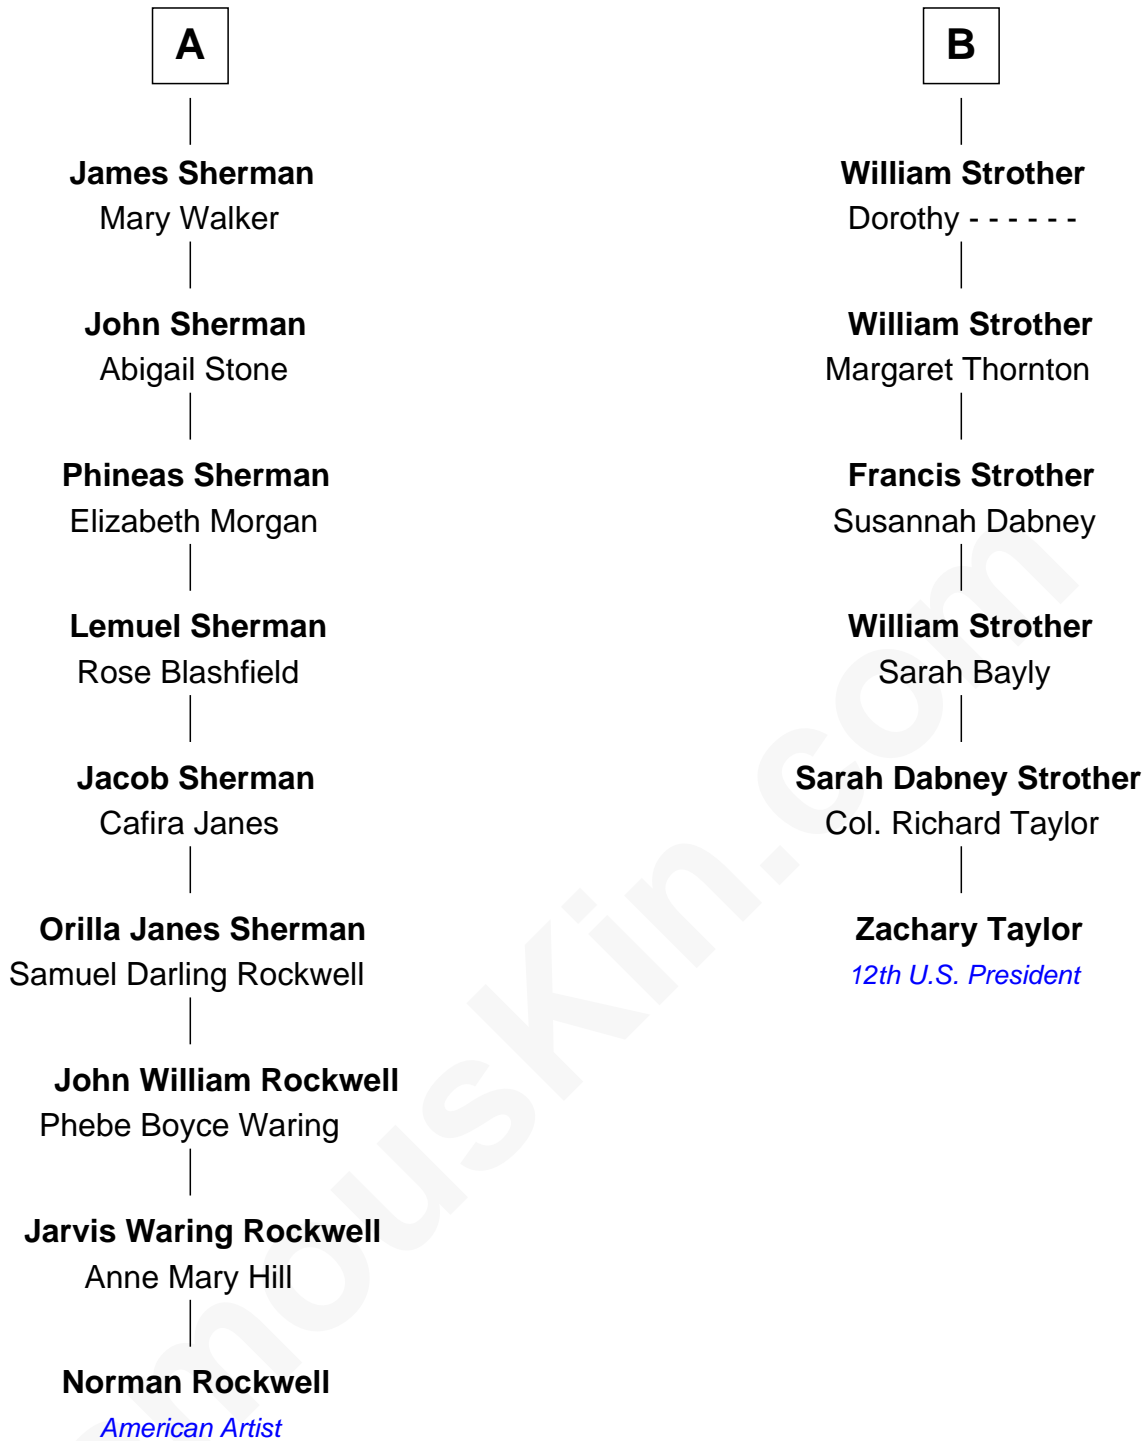 A
James Sherman
Mary Walker
John Sherman
Abigail Stone
Phineas Sherman
Elizabeth Morgan
Lemuel Sherman
Rose Blashfield
Jacob Sherman
Cafira Janes
Orilla Janes Sherman
Samuel Darling Rockwell
John William Rockwell
Phebe Boyce Waring
Jarvis Waring Rockwell
Anne Mary Hill
Norman Rockwell
American Artist
B
William Strother
Dorothy - - - - - -
William Strother
Margaret Thornton
Francis Strother
Susannah Dabney
William Strother
Sarah Bayly
Sarah Dabney Strother
Col. Richard Taylor
Zachary Taylor
12th U.S. President
mouskin.com